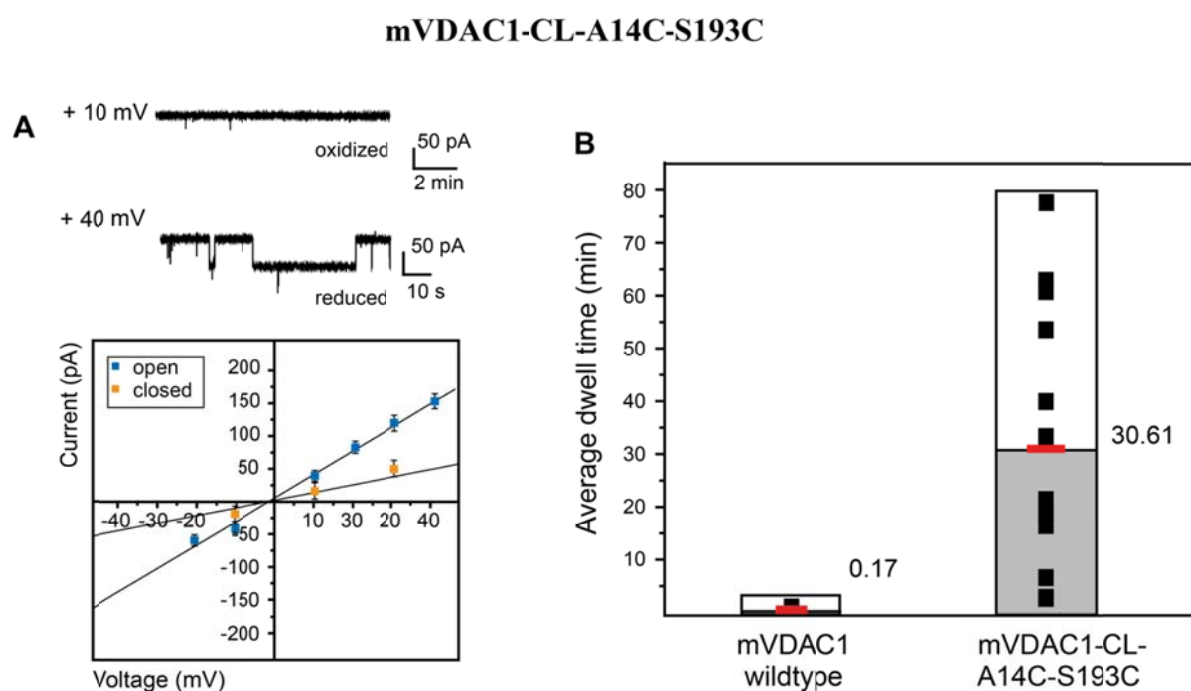 mVDAC1-CL-A14C-S193C
A
+ 10 mV
oxidized
50 pA
2 min
+ 40 mV
50 pA
10 s
reduced
open
closed
Current (pA)
200
150
100
50
-40 -30 -20 10 30 20 40
-50
-100
-150
-200
Voltage (mV)
B
Average dwell time (min)
80
70
60
50
40
30
20
10
0.17
30.61
mVDAC1
wildtype
mVDAC1-CL-
A14C-S193C